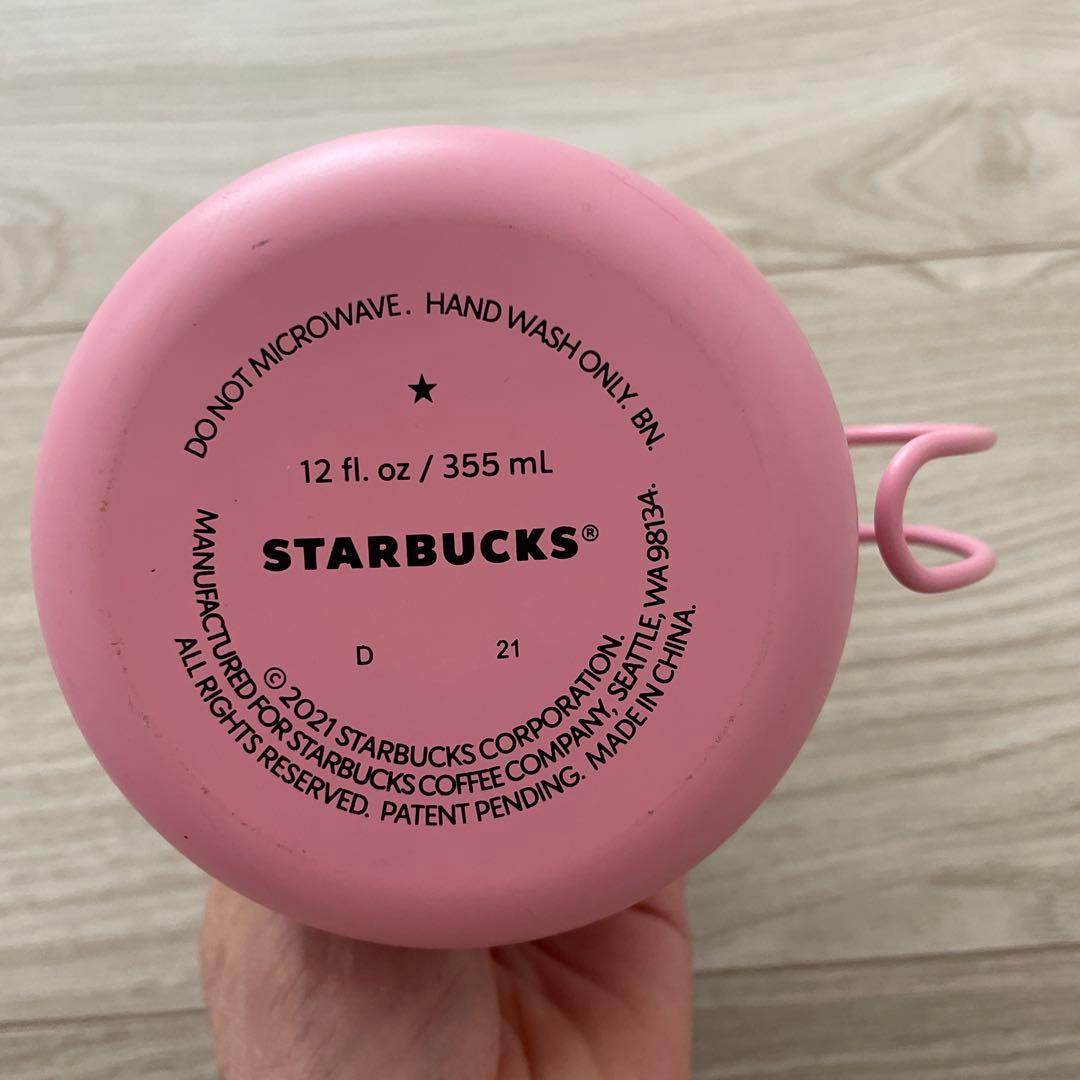 DO NOT MICROWAVE. HAND WASH ONLY. BN.
★
12 fl. oz / 355 mL
STARBUCKS®
D 21
© 2021 STARBUCKS CORPORATION.
MANUFACTURED FOR STARBUCKS COFFEE COMPANY, SEATTLE, WA 98134.
ALL RIGHTS RESERVED. PATENT PENDING. MADE IN CHINA.